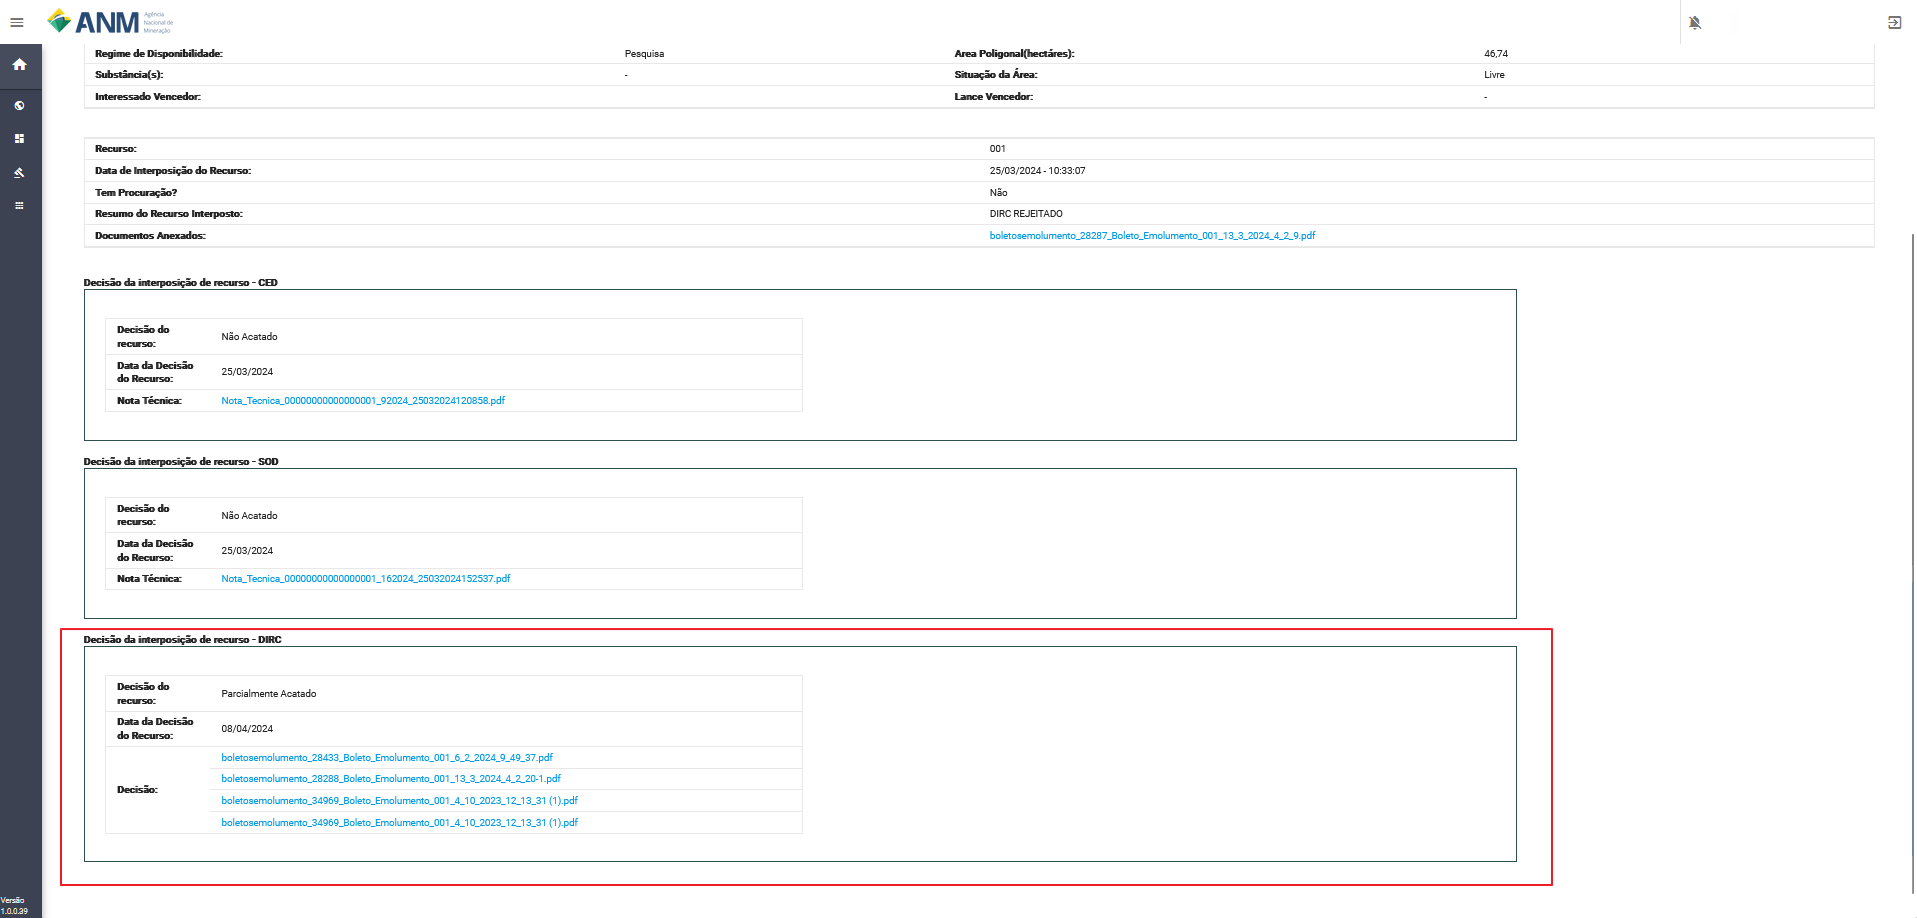 ANM Agência
Nacional de
Mineração
Regime de Disponibilidade: Pesquisa Area Poligonal(hectáres): 46,74
Substância(s): - Situação da Área: Livre
Interessado Vencedor: Lance Vencedor: -
Recurso: 001
Data de Interposição do Recurso: 25/03/2024 - 10:33:07
Tem Procuração? Não
Resumo do Recurso Interposto: DIRC REJEITADO
Documentos Anexados: boletosemolumento_28287_Boleto_Emolumento_001_13_3_2024_4_2_9.pdf
Decisão da interposição de recurso - CED
Decisão do
recurso: Não Acatado
Data da Decisão
do Recurso: 25/03/2024
Nota Técnica: Nota_Tecnica_00000000000000001_92024_25032024120858.pdf
Decisão da interposição de recurso - SOD
Decisão do
recurso: Não Acatado
Data da Decisão
do Recurso: 25/03/2024
Nota Técnica: Nota_Tecnica_00000000000000001_162024_25032024152537.pdf
Decisão da interposição de recurso - DIRC
Decisão do
recurso: Parcialmente Acatado
Data da Decisão
do Recurso: 08/04/2024
Decisão:
boletosemolumento_28433_Boleto_Emolumento_001_6_2_2024_9_49_37.pdf
boletosemolumento_28288_Boleto_Emolumento_001_13_3_2024_4_2_20-1.pdf
boletosemolumento_34969_Boleto_Emolumento_001_4_10_2023_12_13_31 (1).pdf
boletosemolumento_34969_Boleto_Emolumento_001_4_10_2023_12_13_31 (1).pdf
Versão
1.0.0.39